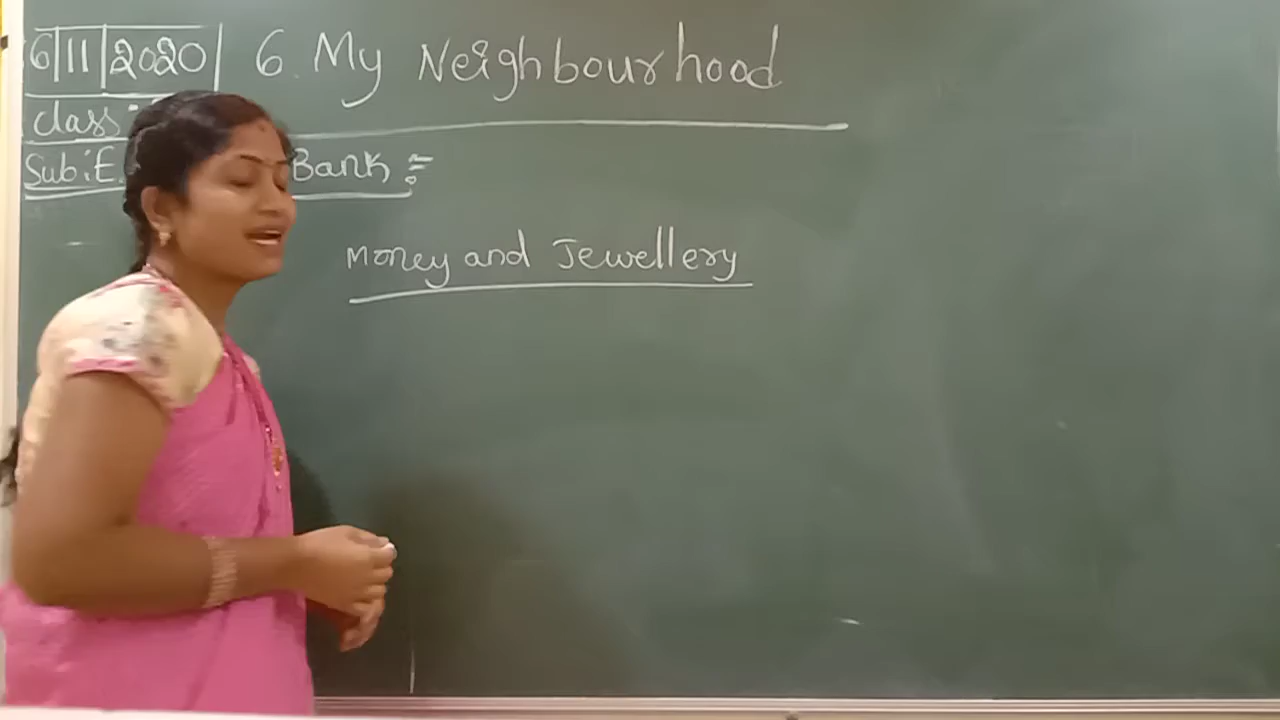 6|11|2020| 6. My Neighbourhood
class:
Sub:E. Bank:=
Money and Jewellery